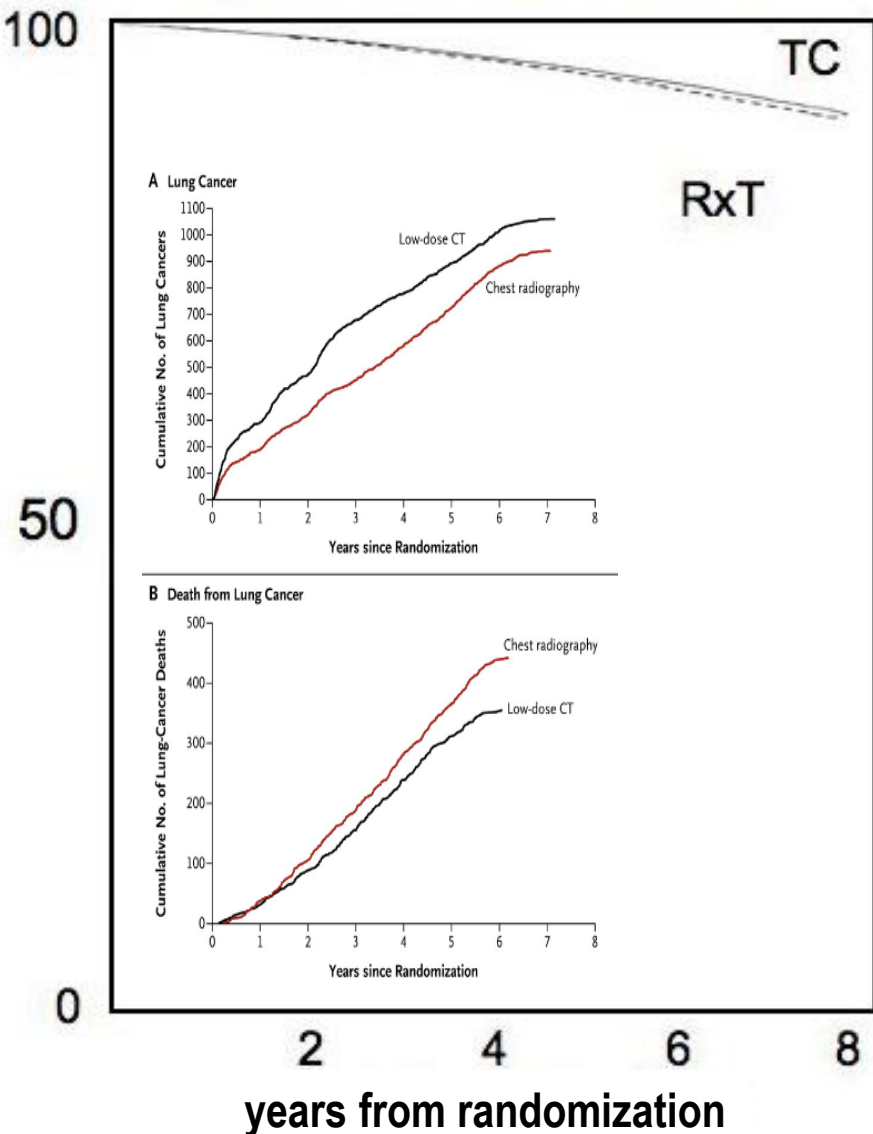 100
TC
RxT
50
0
2 4 6 8
years from randomization
A Lung Cancer
Cumulative No. of Lung Cancers
1100
1000
900
800
700
600
500
400
300
200
100
0
Low-dose CT
Chest radiography
0 1 2 3 4 5 6 7 8
Years since Randomization
B Death from Lung Cancer
Cumulative No. of Lung-Cancer Deaths
500
400
300
200
100
0
Chest radiography
Low-dose CT
0 1 2 3 4 5 6 7 8
Years since Randomization